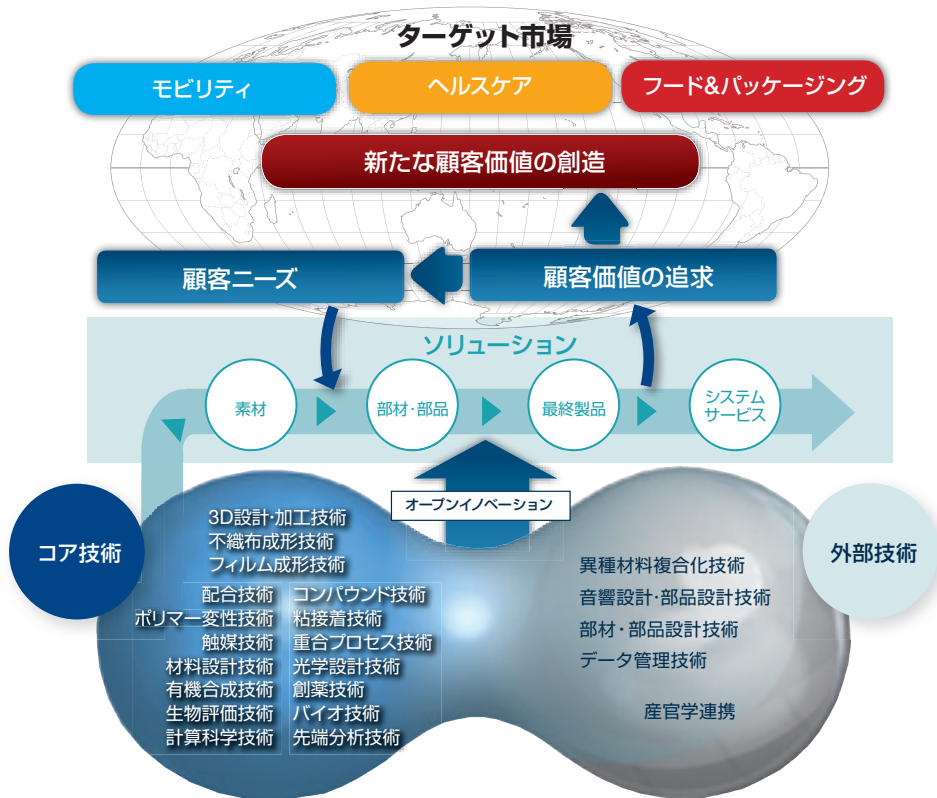 ターゲット市場
モビリティ
ヘルスケア
フード&パッケージング
新たな顧客価値の創造
顧客ニーズ
顧客価値の追求
ソリューション
素材
部材・部品
最終製品
システム
サービス
オープンイノベーション
コア技術
3D設計・加工技術
不織布成形技術
フィルム成形技術
配合技術
ポリマー変性技術
触媒技術
材料設計技術
有機合成技術
生物評価技術
計算科学技術
コンパウンド技術
粘接着技術
重合プロセス技術
光学設計技術
創薬技術
バイオ技術
先端分析技術
外部技術
異種材料複合化技術
音響設計・部品設計技術
部材・部品設計技術
データ管理技術
産官学連携